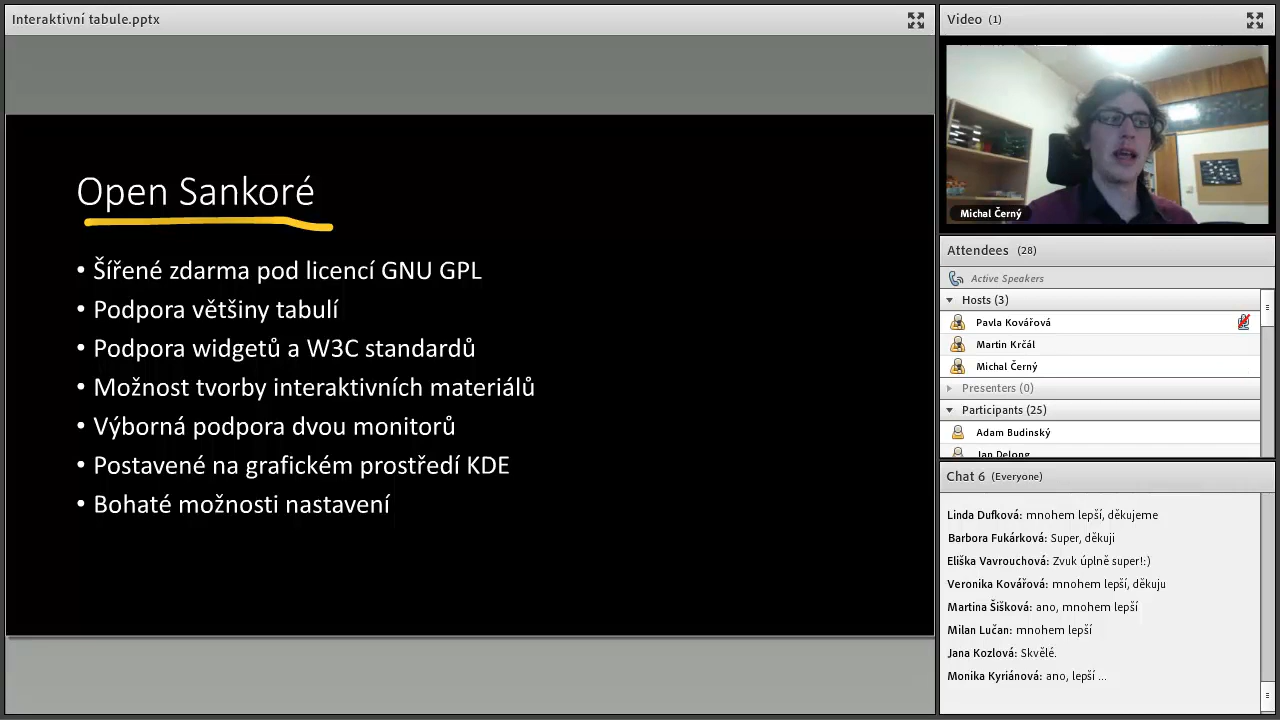 Interaktivní tabule.pptx
Open Sankoré
• Šířené zdarma pod licencí GNU GPL
• Podpora většiny tabulí
• Podpora widgetů a W3C standardů
• Možnost tvorby interaktivních materiálů
• Výborná podpora dvou monitorů
• Postavené na grafickém prostředí KDE
• Bohaté možnosti nastavení
Video (1)
Michal Černý
Attendees (28)
Active Speakers
Hosts (3)
Pavla Kovářová
Martin Krčál
Michal Černý
Presenters (0)
Participants (25)
Adam Budinský
Jan Delong
Chat 6 (Everyone)
Linda Dufková: mnohem lepší, děkujeme
Barbora Fukárková: Super, děkuji
Eliška Vavrouchová: Zvuk úplně super!:)
Veronika Kovářová: mnohem lepší, děkuju
Martina Šišková: ano, mnohem lepší
Milan Lučan: mnohem lepší
Jana Kozlová: Skvělé.
Monika Kyriánová: ano, lepší ...